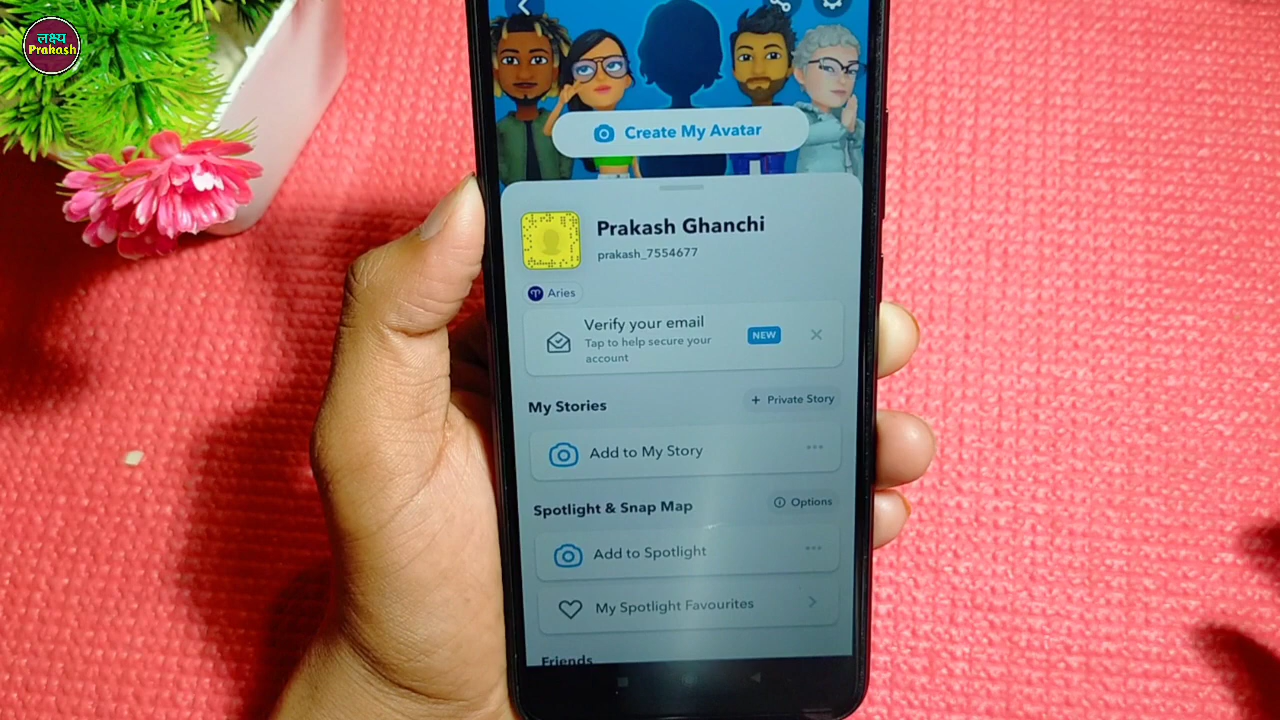 लक्ष्य
Prakash
Create My Avatar
Prakash Ghanchi
prakash_7554677
Aries
Verify your email
Tap to help secure your
account
NEW
My Stories
+ Private Story
Add to My Story
Spotlight & Snap Map
Options
Add to Spotlight
My Spotlight Favourites
Friends